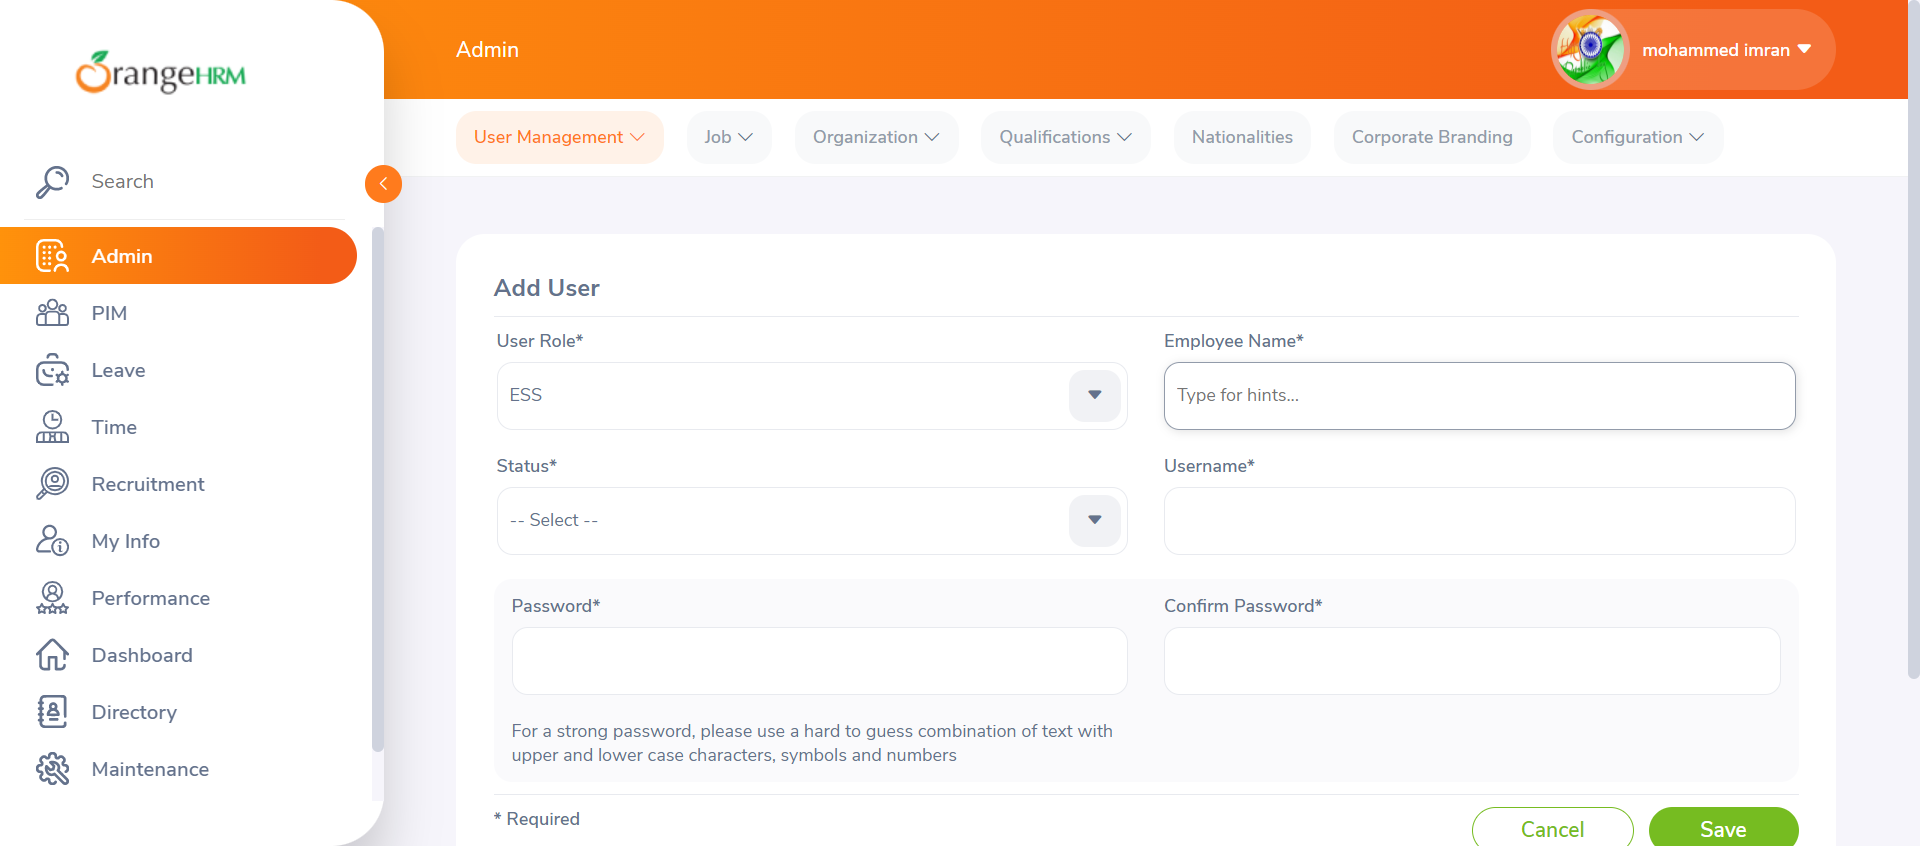 OrangeHRM
Search
Admin
PIM
Leave
Time
Recruitment
My Info
Performance
Dashboard
Directory
Maintenance
Admin
mohammed imran
User Management
Job
Organization
Qualifications
Nationalities
Corporate Branding
Configuration
Add User
User Role*
Employee Name*
ESS
Type for hints...
Status*
Username*
-- Select --
Password*
Confirm Password*
For a strong password, please use a hard to guess combination of text with
upper and lower case characters, symbols and numbers
* Required
Cancel
Save